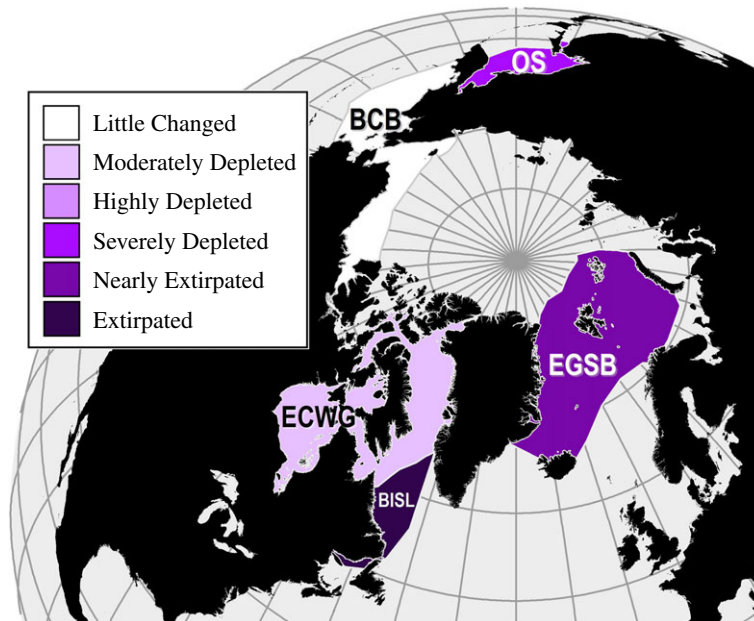 OS
BCB
Little Changed
Moderately Depleted
Highly Depleted
Severely Depleted
Nearly Extirpated
Extirpated
EGSB
ECWG
BISL